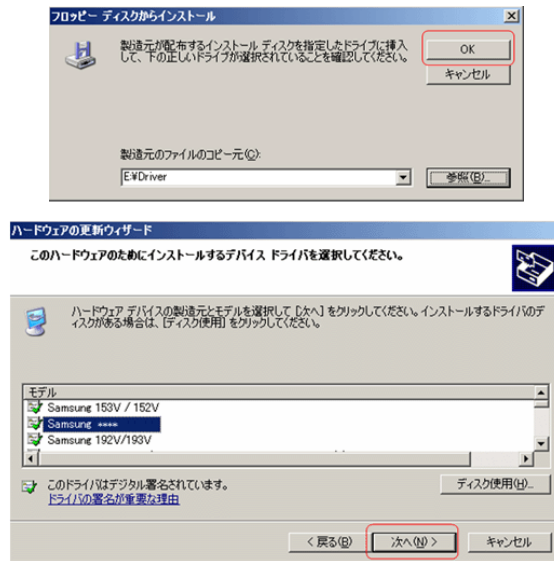 フロッピー ディスクからインストール
製造元が配布するインストール ディスクを指定したドライブに挿入
して、下の正しいドライブが選択されていることを確認してください。
OK
キャンセル
製造元のファイルのコピー元(C):
E:¥Driver
参照(B)...
ハードウェアの更新ウィザード
このハードウェアのためにインストールするデバイス ドライバを選択してください。
ハードウェア デバイスの製造元とモデルを選択して [次へ] をクリックしてください。インストールするドライバのデ
ィスクがある場合は、[ディスク使用] をクリックしてください。
モデル
Samsung 153V / 152V
Samsung ****
Samsung 192V/193V
このドライバはデジタル署名されています。
ディスク使用(H)...
ドライバの署名が重要な理由
< 戻る(B)
次へ(N) >
キャンセル